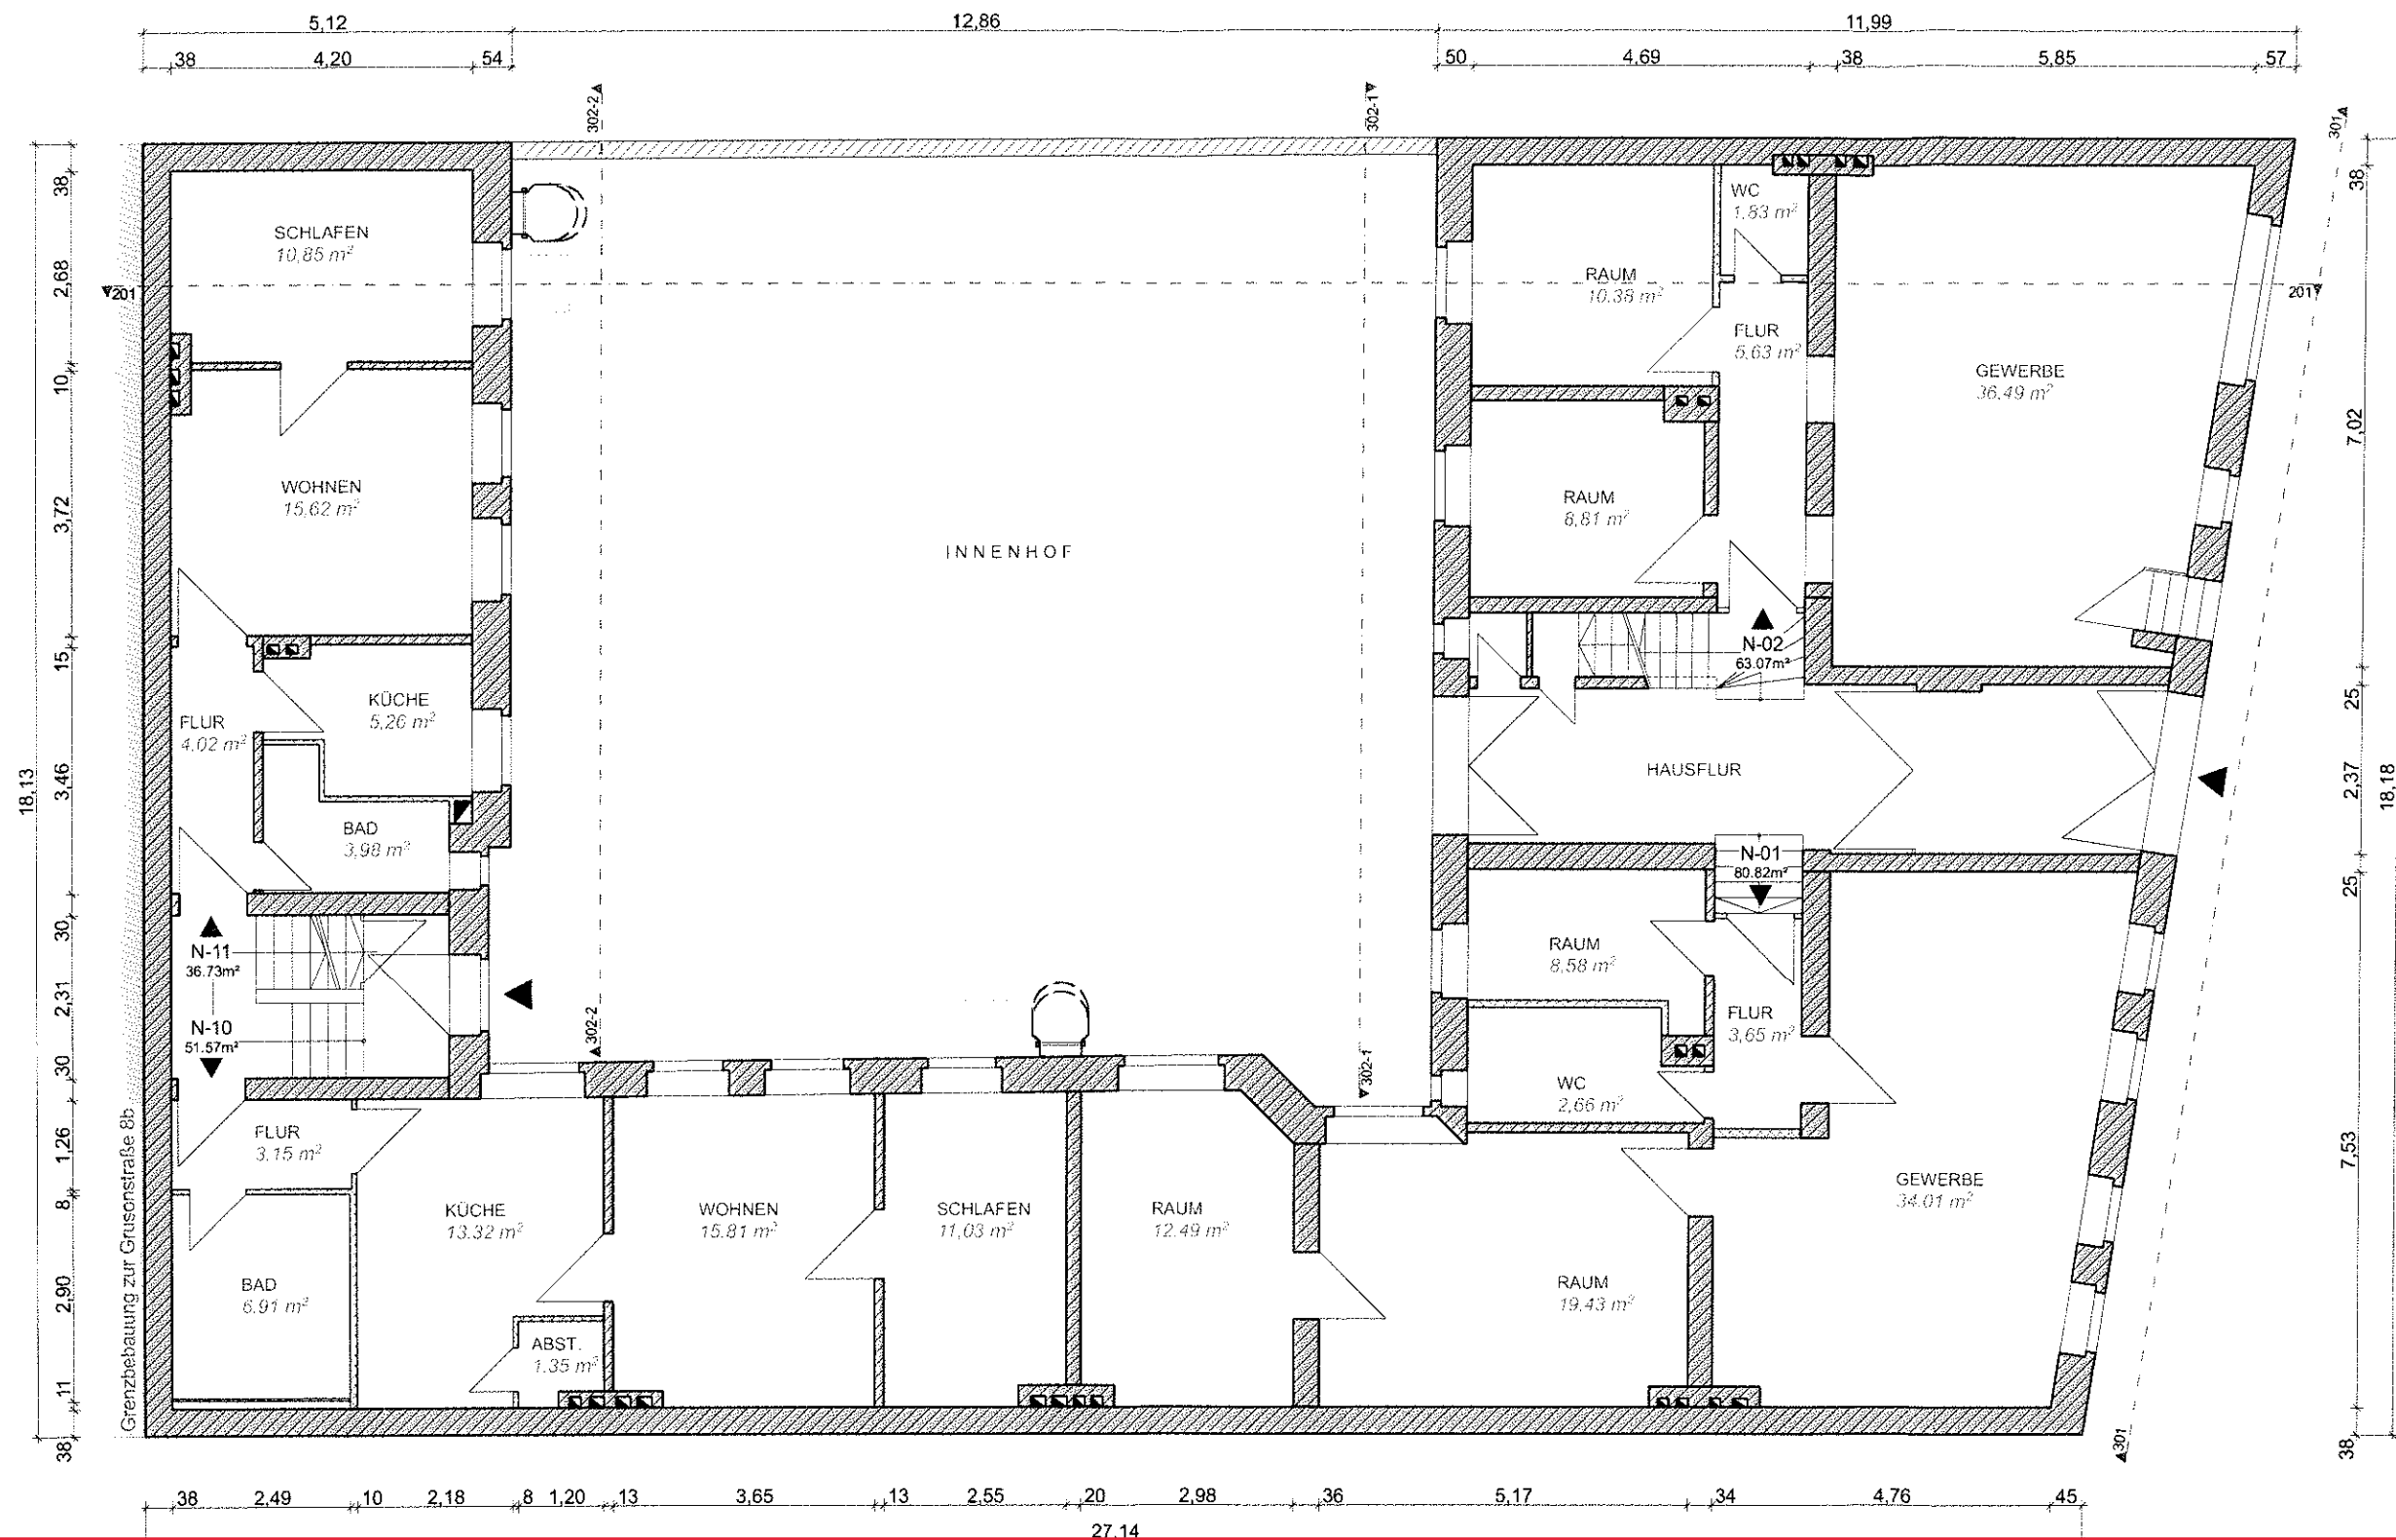 5,12
12,86
11,99
38
4,20
54
50
4,69
38
5,85
57
302-2
302-1
301
SCHLAFEN
10,85 m²
WC
1.83 m²
201
RAUM
10.38 m²
201
FLUR
5.63 m²
GEWERBE
36.49 m²
WOHNEN
15,62 m²
RAUM
8,81 m²
INNENHOF
N-02
63.07m²
KÜCHE
5,26 m²
FLUR
4.02 m²
HAUSFLUR
BAD
3,98 m²
N-01
80.82m²
N-11
36.73m²
RAUM
8,58 m²
N-10
51.57m²
FLUR
3,65 m²
302-2
302-1
WC
2,66 m²
FLUR
3.15 m²
KÜCHE
13.32 m²
WOHNEN
15.81 m²
SCHLAFEN
11,03 m²
RAUM
12.49 m²
GEWERBE
34.01 m²
BAD
6.91 m²
RAUM
19.43 m²
ABST.
1.35 m²
301
Grenzbebauung zur Grusonstraße 8b
18,13
38
2,68
10
3,72
15
3,46
30
2,31
30
1,26
8
2,90
11
38
38
7,02
25
2,37
25
7,53
38
18,18
38
2,49
10
2,18
8
1,20
13
3,65
13
2,55
20
2,98
36
5,17
34
4,76
45
27,14